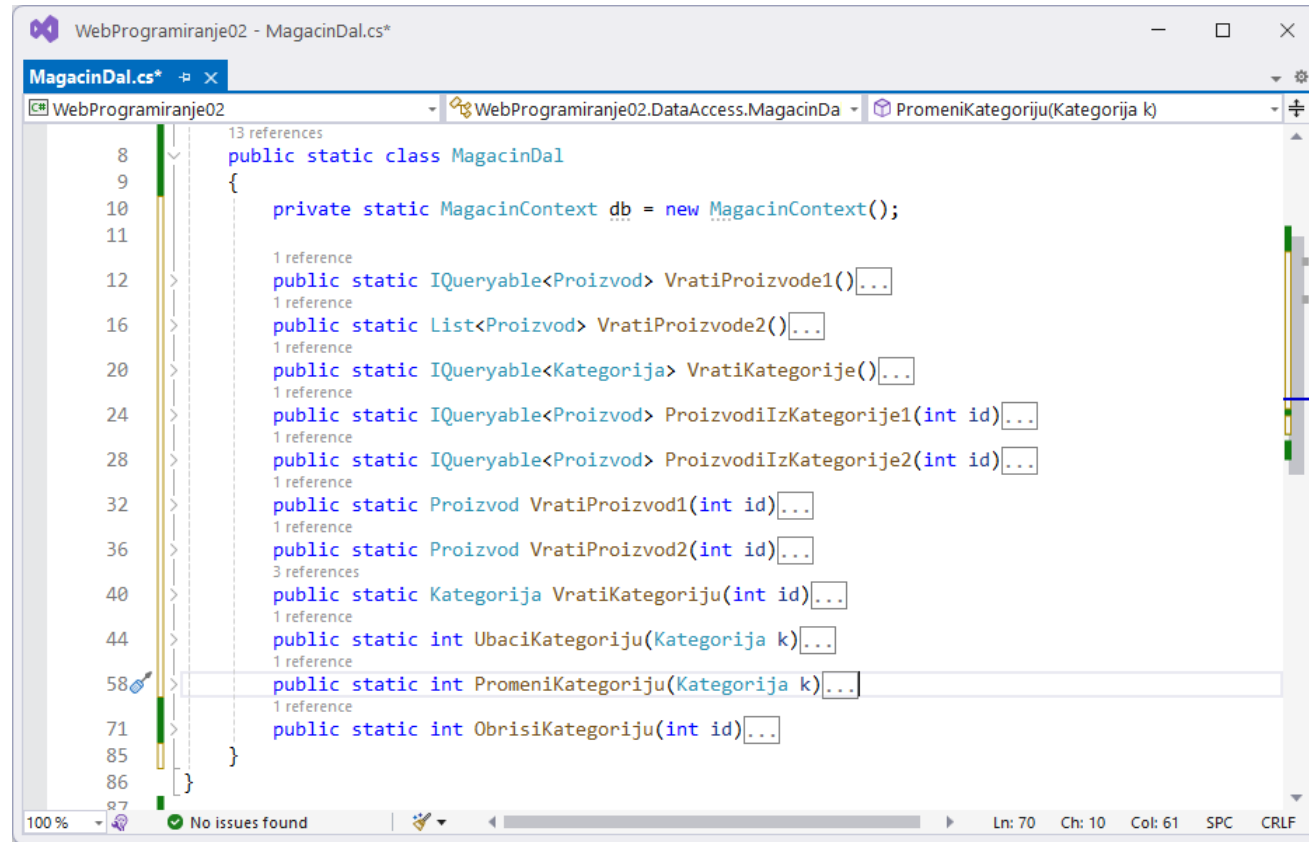 WebProgramiranje02 - MagacinDal.cs*
MagacinDal.cs*
C# WebProgramiranje02 WebProgramiranje02.DataAccess.MagacinDa PromeniKategoriju(Kategorija k)
13 references
8 public static class MagacinDal
9 {
10 private static MagacinContext db = new MagacinContext();
11
1 reference
12 public static IQueryable<Proizvod> VratiProizvode1()...
1 reference
16 public static List<Proizvod> VratiProizvode2()...
1 reference
20 public static IQueryable<Kategorija> VratiKategorije()...
1 reference
24 public static IQueryable<Proizvod> ProizvodiIzKategorije1(int id)...
1 reference
28 public static IQueryable<Proizvod> ProizvodiIzKategorije2(int id)...
1 reference
32 public static Proizvod VratiProizvod1(int id)...
1 reference
36 public static Proizvod VratiProizvod2(int id)...
3 references
40 public static Kategorija VratiKategoriju(int id)...
1 reference
44 public static int UbaciKategoriju(Kategorija k)...
1 reference
58 public static int PromeniKategoriju(Kategorija k)...
1 reference
71 public static int ObrisiKategoriju(int id)...
85 }
86 }
87
100 % No issues found Ln: 70 Ch: 10 Col: 61 SPC CRLF